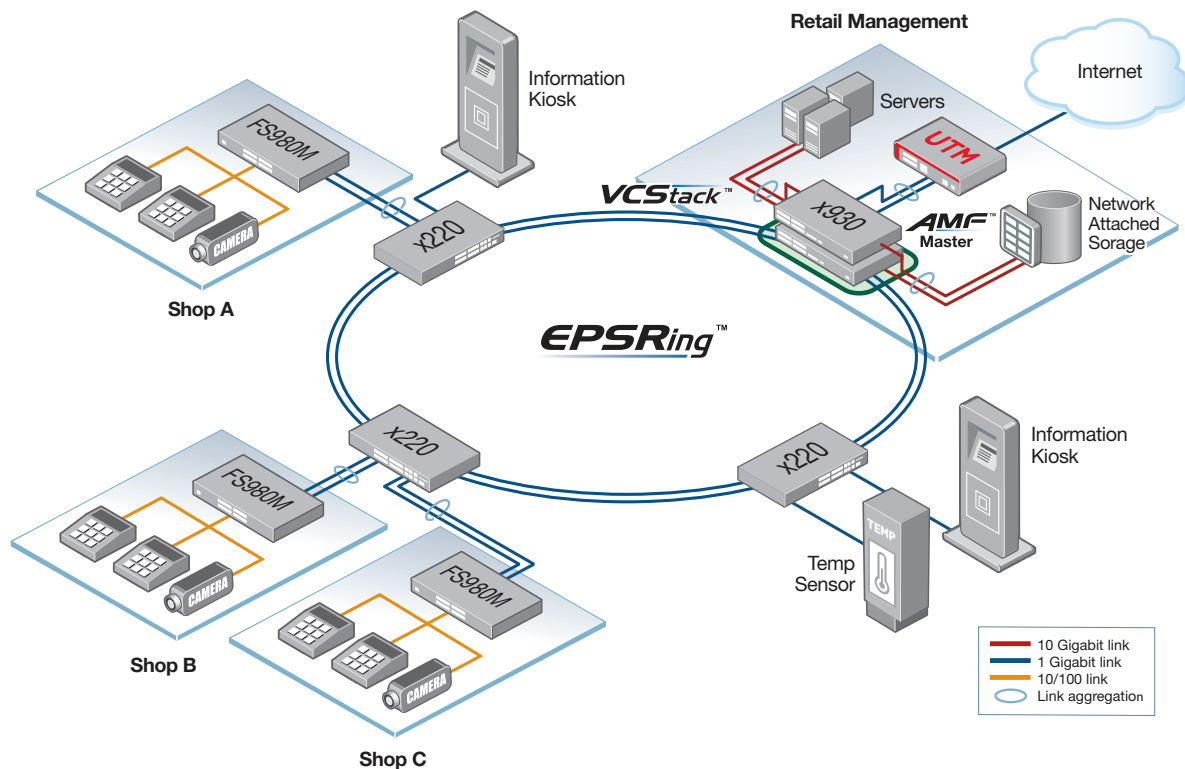 Retail Management
Internet
Servers
UTM
x930
VCStack™
AMF™
Master
Network
Attached
Sorage
Information
Kiosk
FS980M
CAMERA
x220
Shop A
EPSRing™
x220
FS980M
CAMERA
Shop B
FS980M
CAMERA
Shop C
x220
TEMP
Temp
Sensor
Information
Kiosk
10 Gigabit link
1 Gigabit link
10/100 link
Link aggregation